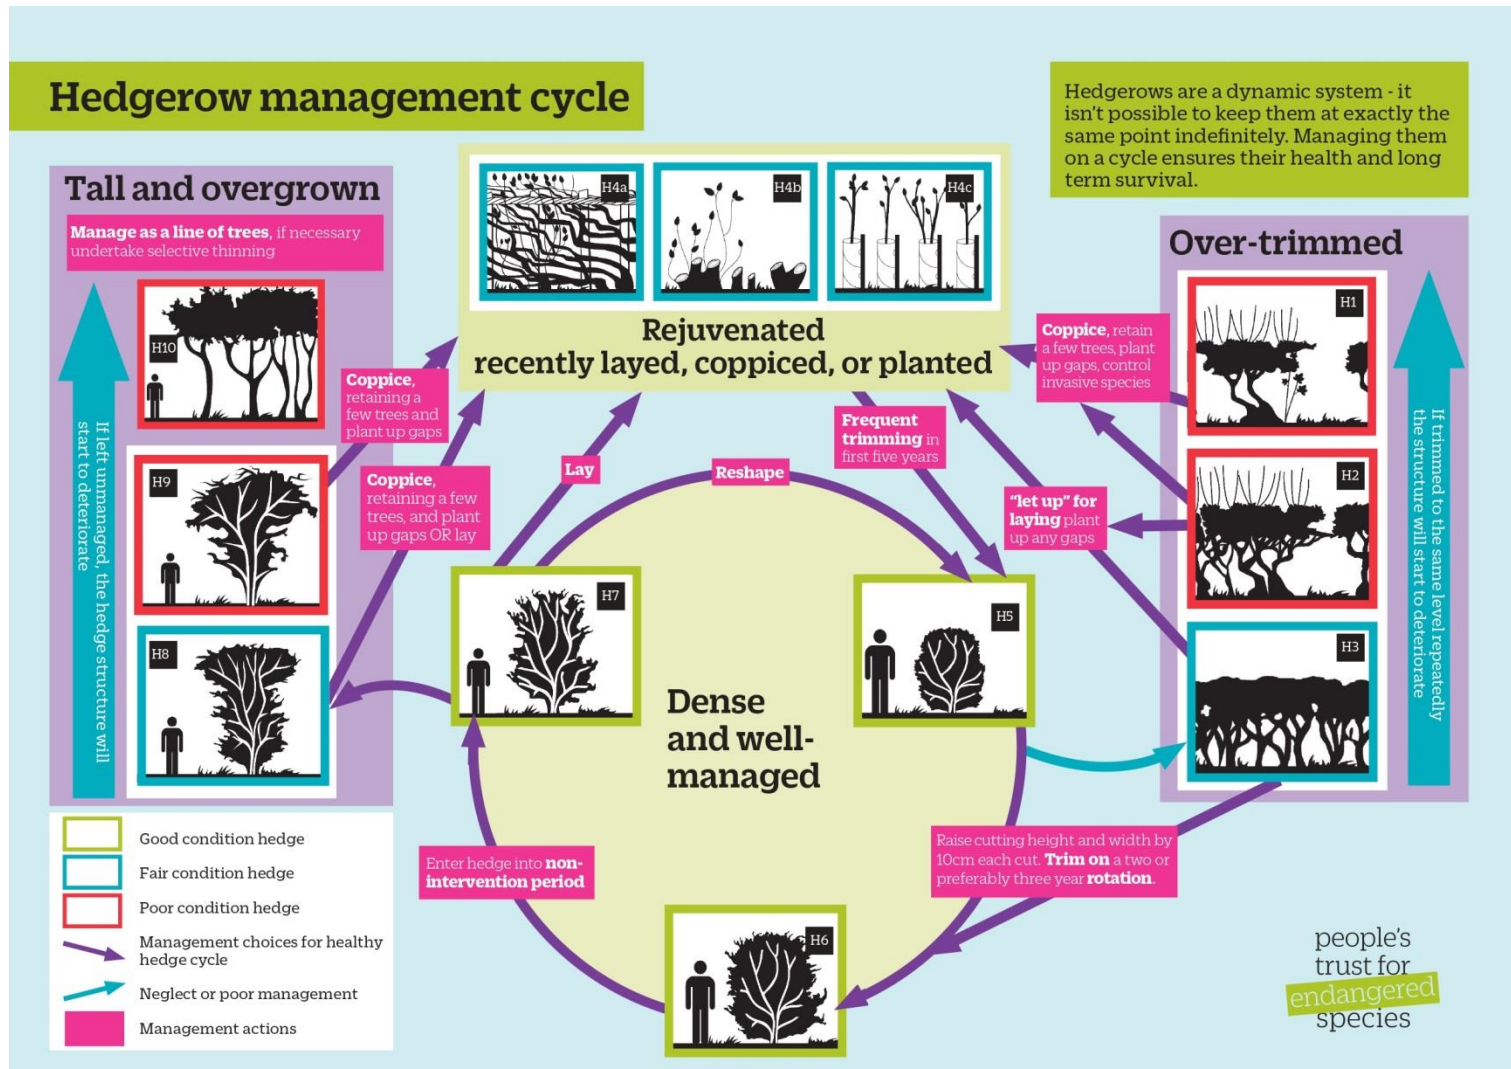 Hedgerow management cycle
Hedgerows are a dynamic system - it
isn't possible to keep them at exactly the
same point indefinitely. Managing them
on a cycle ensures their health and long
term survival.
Tall and overgrown
Manage as a line of trees, if necessary
undertake selective thinning
H10
H9
H8
If left unmanaged, the hedge structure will
start to deteriorate
Coppice,
retaining a
few trees and
plant up gaps
Coppice,
retaining a few
trees, and plant
up gaps OR lay
H4a
H4b
H4c
Rejuvenated
recently layed, coppiced, or planted
Lay
Reshape
Frequent
trimming in
first five years
"let up" for
laying plant
up any gaps
Coppice, retain
a few trees, plant
up gaps, control
invasive species
Over-trimmed
H1
H2
H3
If trimmed to the same level repeatedly
the structure will start to deteriorate
H7
H5
Dense
and well-
managed
Enter hedge into non-
intervention period
Raise cutting height and width by
10cm each cut. Trim on a two or
preferably three year rotation.
H6
Good condition hedge
Fair condition hedge
Poor condition hedge
Management choices for healthy
hedge cycle
Neglect or poor management
Management actions
people's
trust for
endangered
species